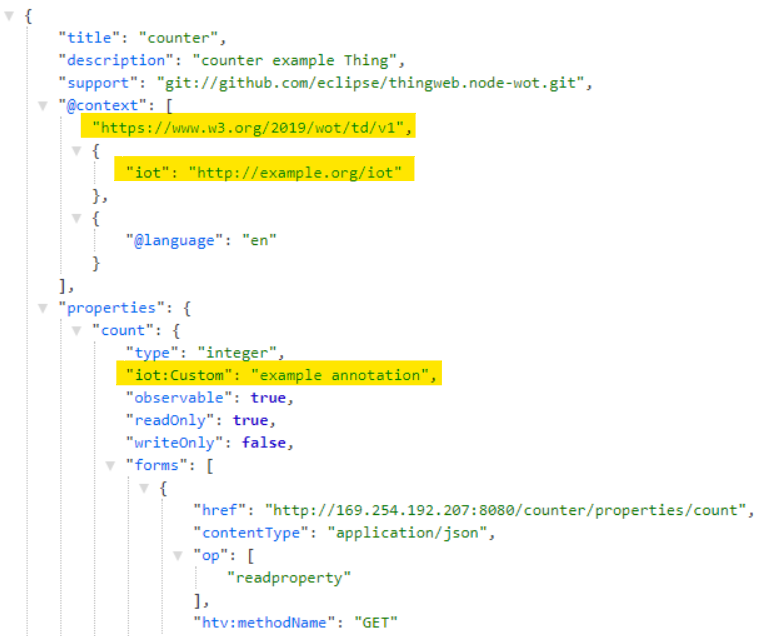 {
"title": "counter",
"description": "counter example Thing",
"support": "git://github.com/eclipse/thingweb.node-wot.git",
"@context": [
"https://www.w3.org/2019/wot/td/v1",
{
"iot": "http://example.org/iot"
},
{
"@language": "en"
}
],
"properties": {
"count": {
"type": "integer",
"iot:Custom": "example annotation",
"observable": true,
"readOnly": true,
"writeOnly": false,
"forms": [
{
"href": "http://169.254.192.207:8080/counter/properties/count",
"contentType": "application/json",
"op": [
"readproperty"
],
"htv:methodName": "GET"